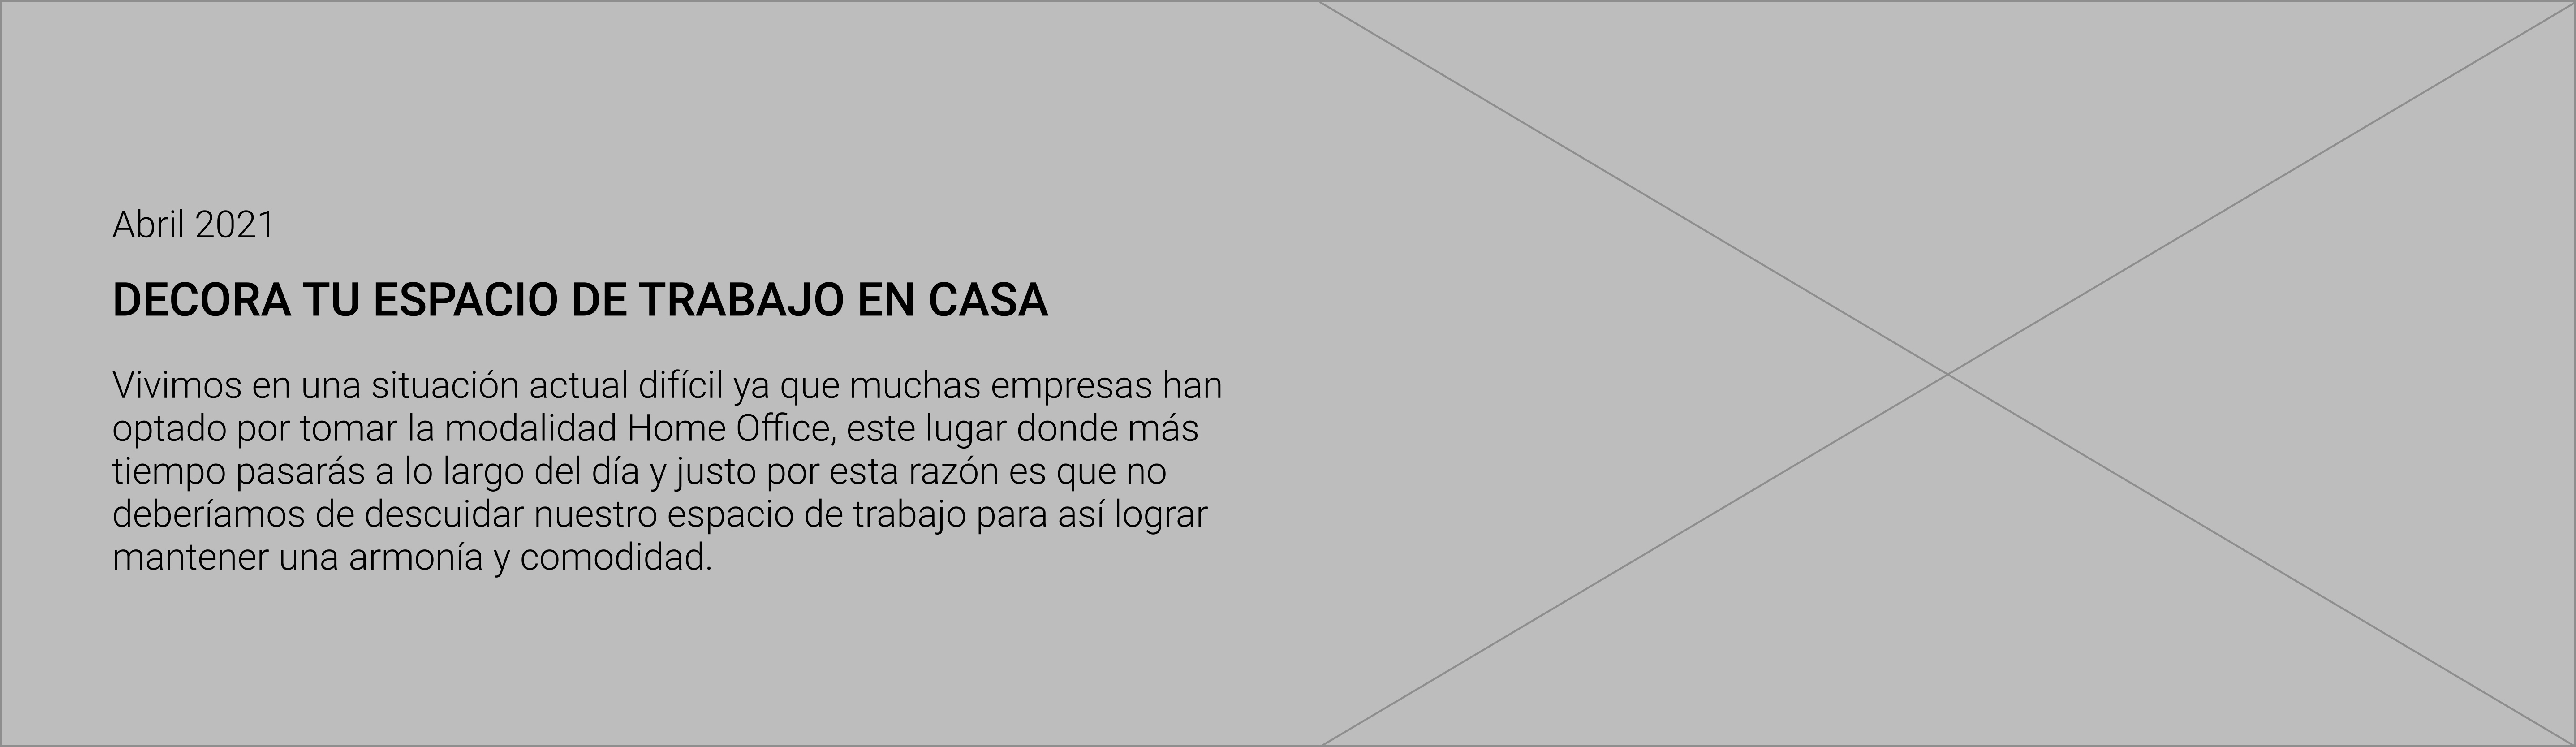 Abril 2021
DECORA TU ESPACIO DE TRABAJO EN CASA
Vivimos en una situación actual difícil ya que muchas empresas han
optado por tomar la modalidad Home Office, este lugar donde más
tiempo pasarás a lo largo del día y justo por esta razón es que no
deberíamos de descuidar nuestro espacio de trabajo para así lograr
mantener una armonía y comodidad.